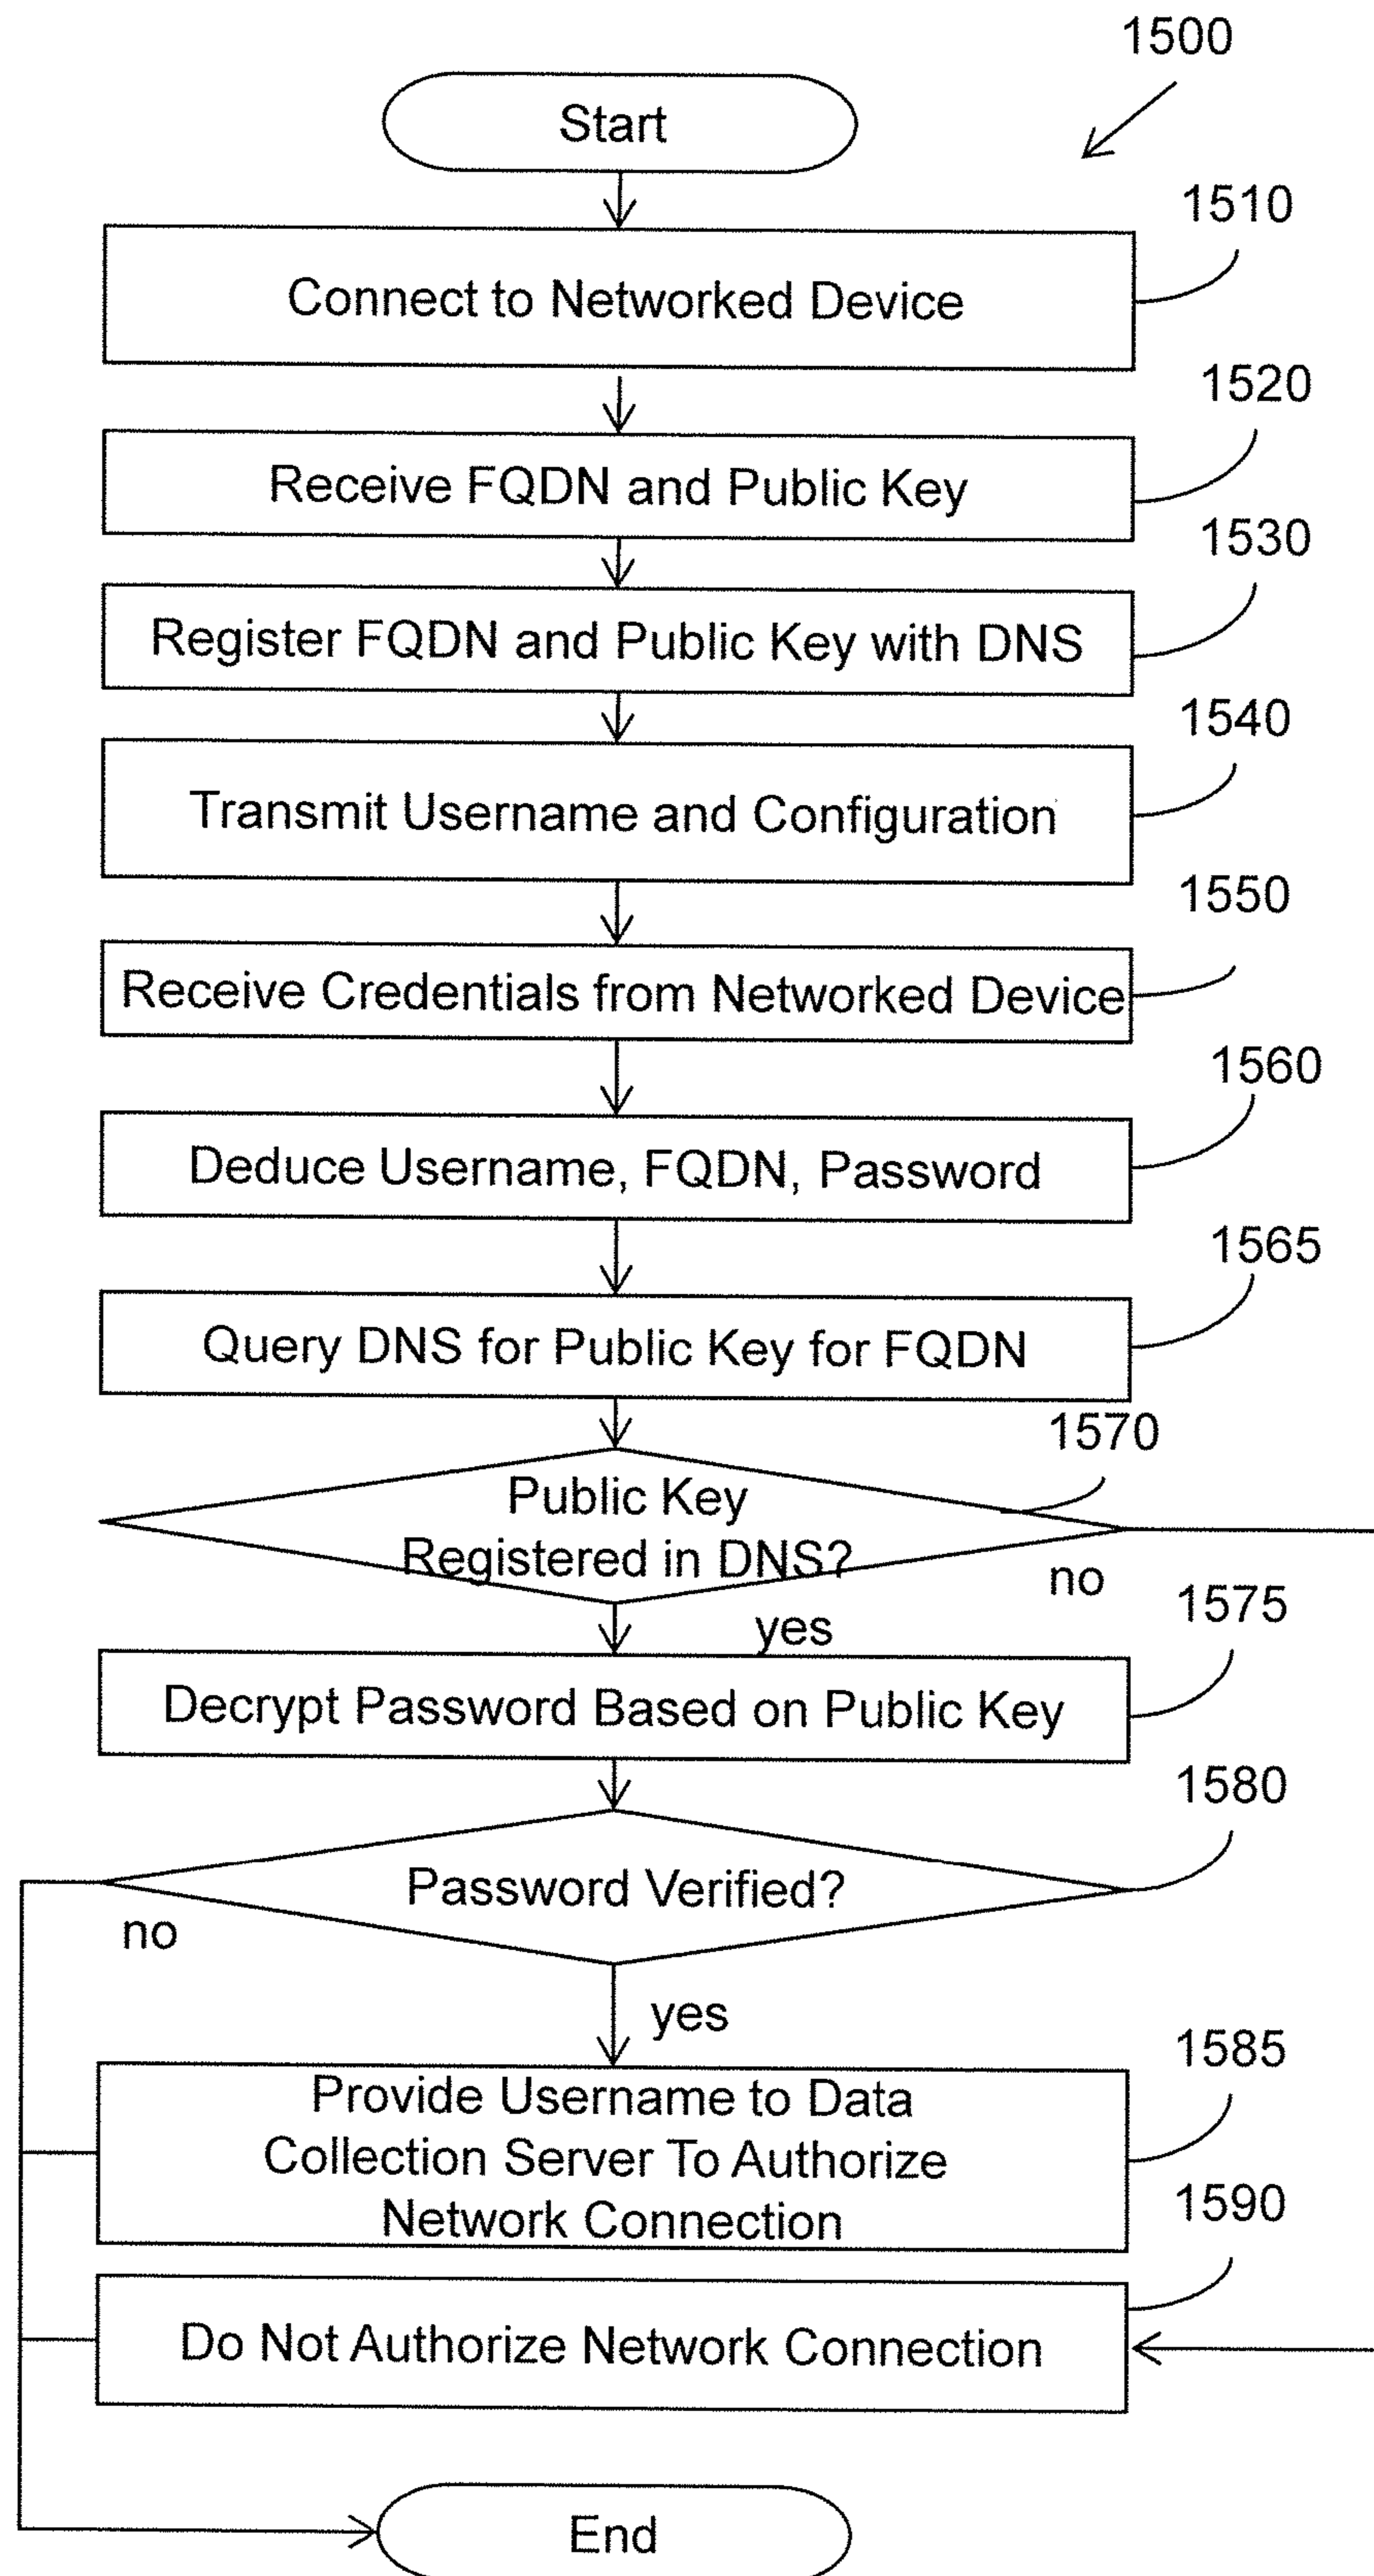 1500
Start
1510
Connect to Networked Device
1520
Receive FQDN and Public Key
1530
Register FQDN and Public Key with DNS
1540
Transmit Username and Configuration
1550
Receive Credentials from Networked Device
1560
Deduce Username, FQDN, Password
1565
Query DNS for Public Key for FQDN
1570
Public Key
Registered in DNS?
no
yes
1575
Decrypt Password Based on Public Key
1580
Password Verified?
no
yes
1585
Provide Username to Data
Collection Server To Authorize
Network Connection
1590
Do Not Authorize Network Connection
End